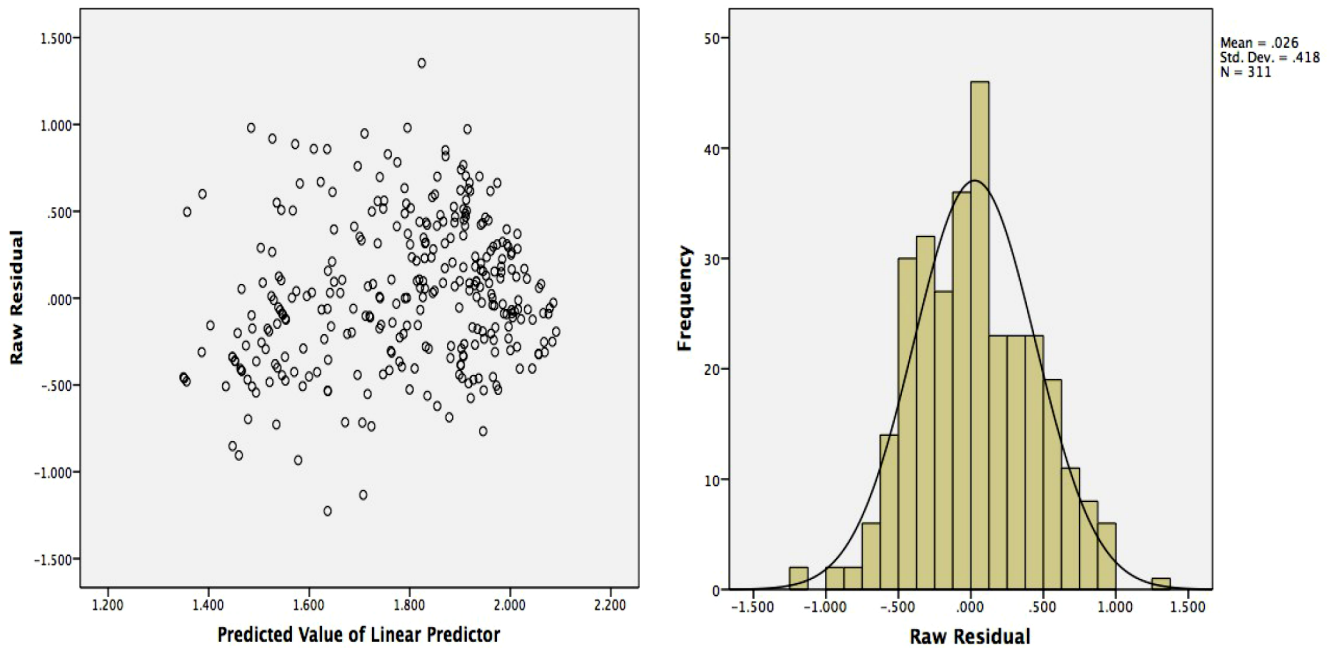 1.500
1.000
.500
.000
-.500
-1.000
-1.500
Raw Residual
1.200 1.400 1.600 1.800 2.000 2.200
Predicted Value of Linear Predictor
50
40
30
20
10
0
Frequency
-1.500 -1.000 -.500 .000 .500 1.000 1.500
Raw Residual
Mean = .026
Std. Dev. = .418
N = 311